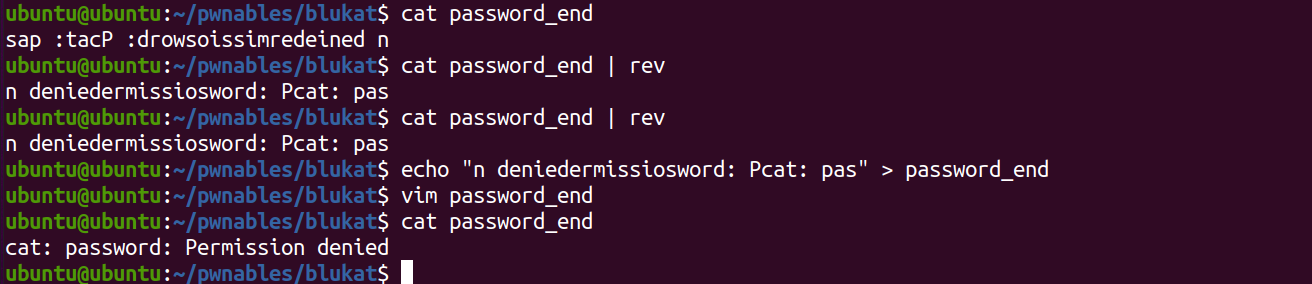 ubuntu@ubuntu:~/pwnables/blukat$ cat password_end
sap :tacP :drowsoissimredeined n
ubuntu@ubuntu:~/pwnables/blukat$ cat password_end | rev
n deniedermissiosword: Pcat: pas
ubuntu@ubuntu:~/pwnables/blukat$ cat password_end | rev
n deniedermissiosword: Pcat: pas
ubuntu@ubuntu:~/pwnables/blukat$ echo "n deniedermissiosword: Pcat: pas" > password_end
ubuntu@ubuntu:~/pwnables/blukat$ vim password_end
ubuntu@ubuntu:~/pwnables/blukat$ cat password_end
cat: password: Permission denied
ubuntu@ubuntu:~/pwnables/blukat$